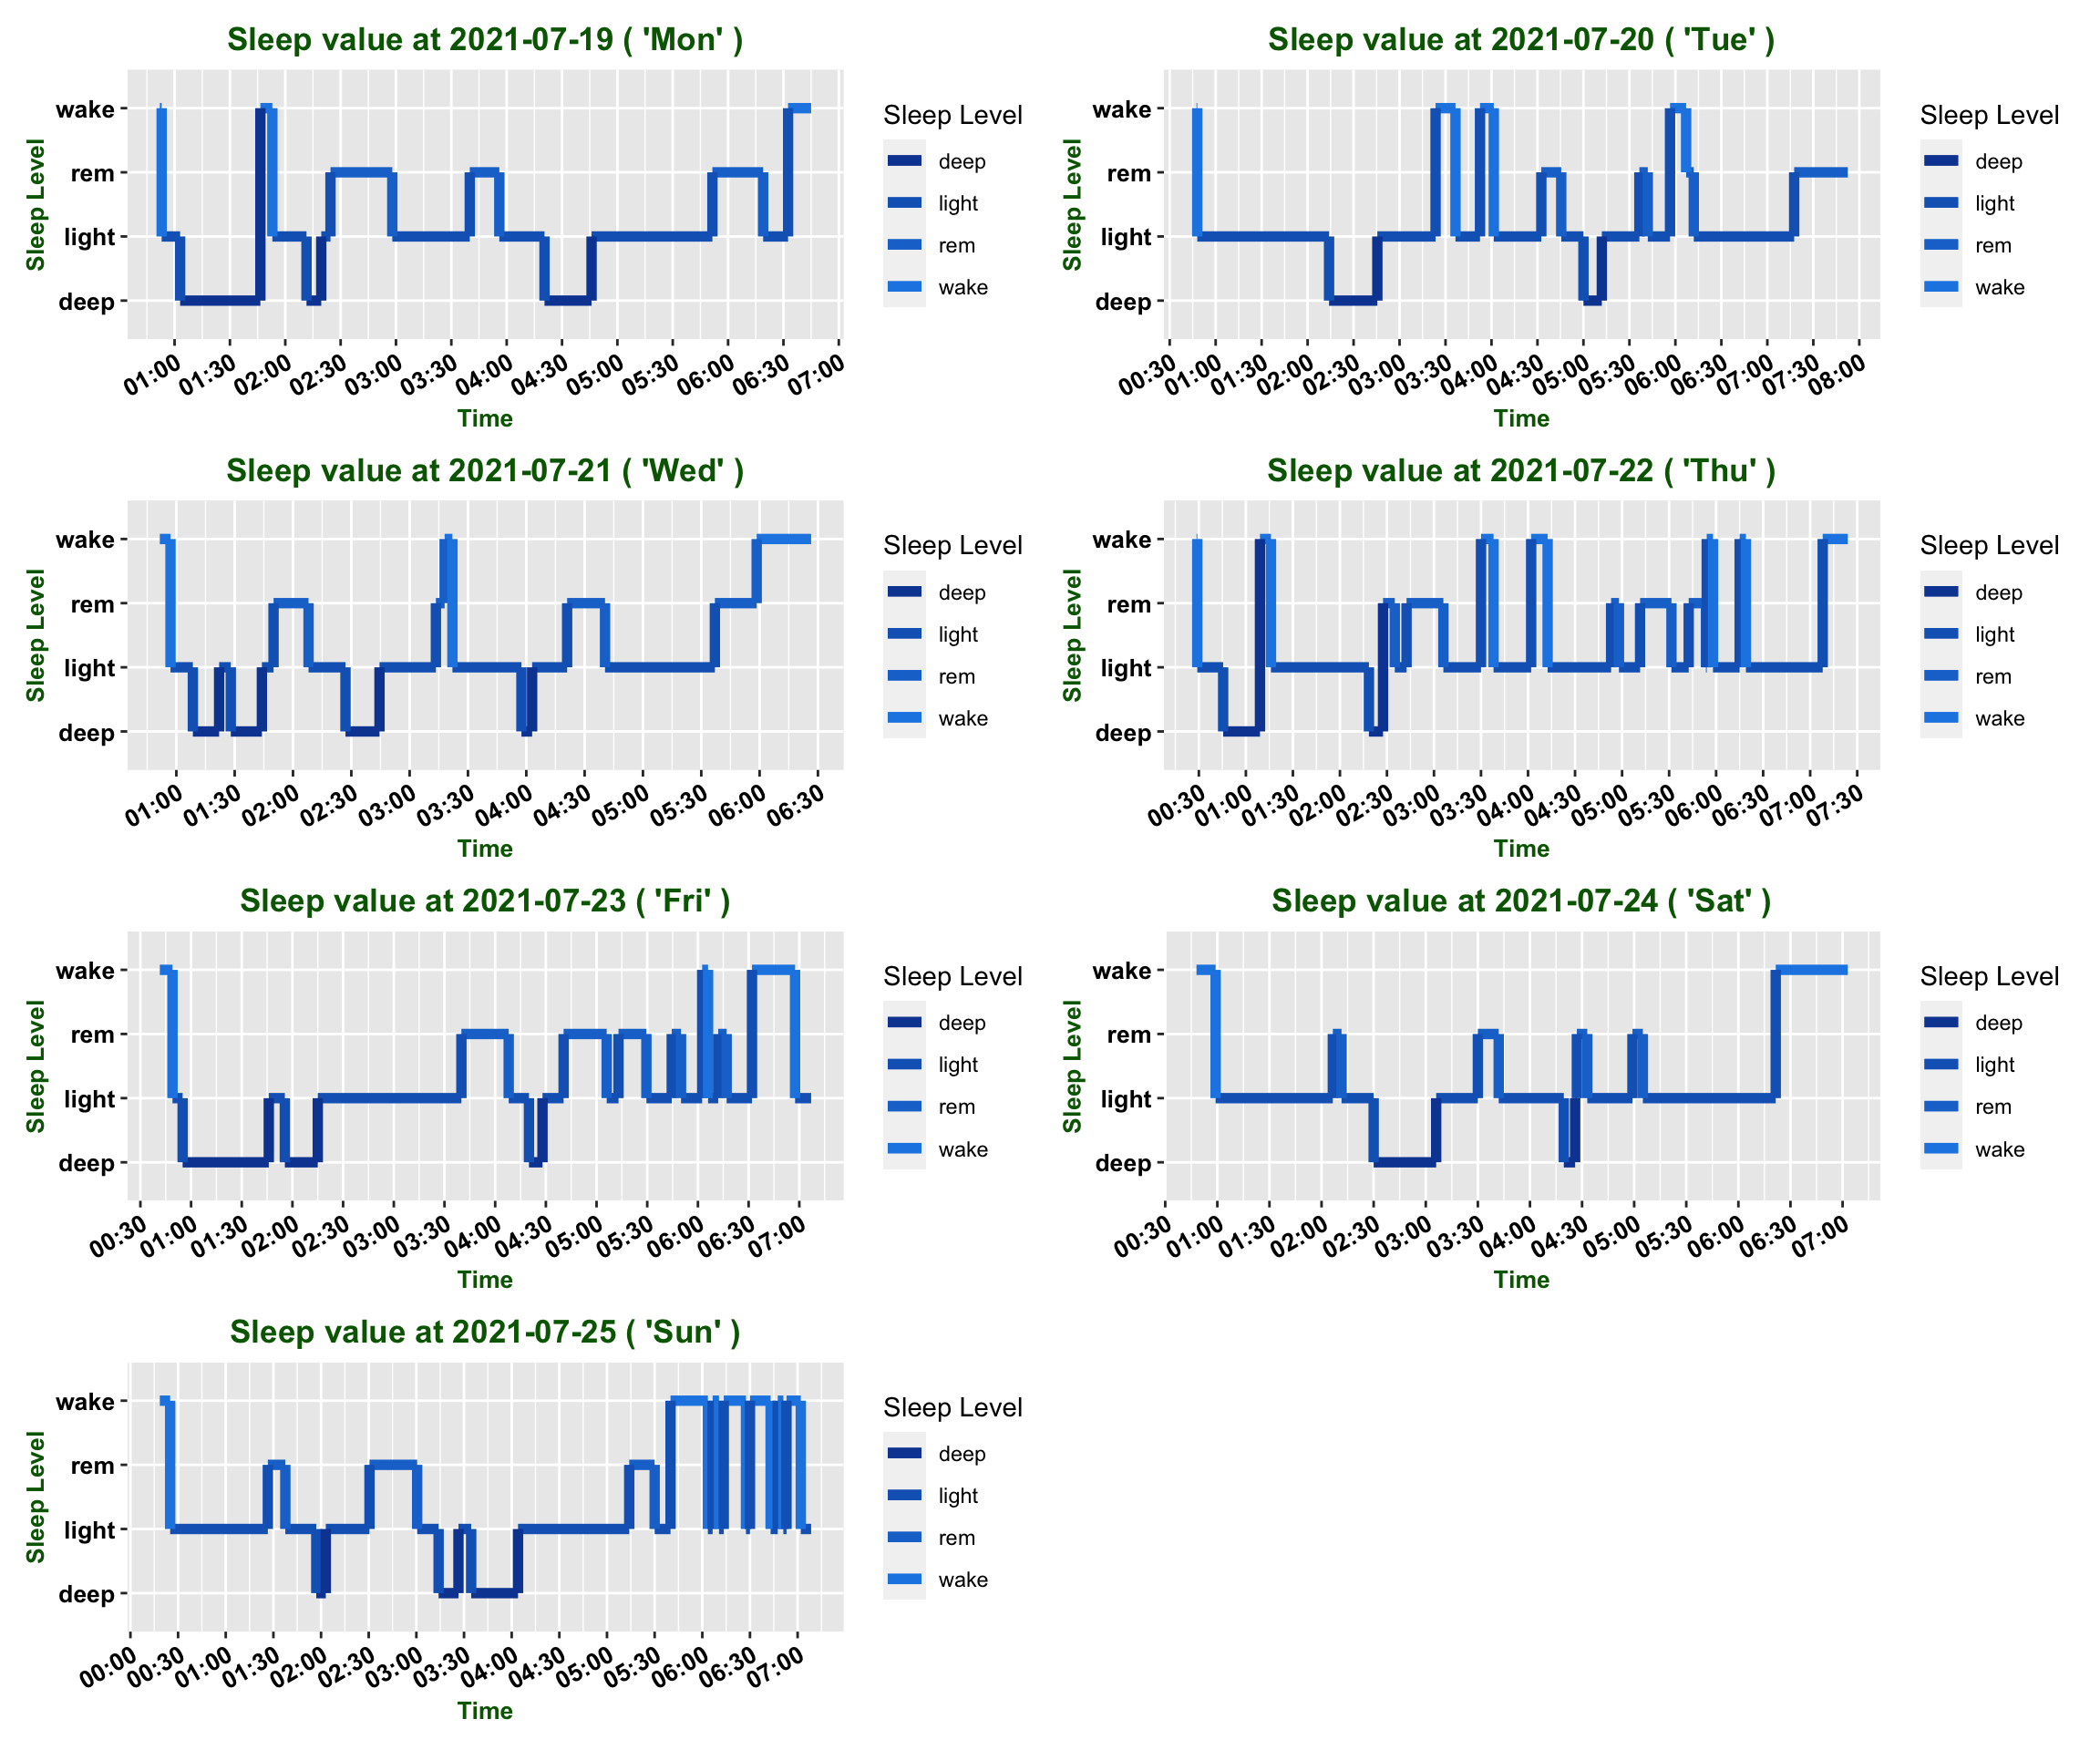 Sleep value at 2021-07-19 ( 'Mon' )
Sleep Level
wake
rem
light
deep
01:00 01:30 02:00 02:30 03:00 03:30 04:00 04:30 05:00 05:30 06:00 06:30 07:00
Time
Sleep Level
deep
light
rem
wake
Sleep value at 2021-07-20 ( 'Tue' )
Sleep Level
wake
rem
light
deep
00:30 01:00 01:30 02:00 02:30 03:00 03:30 04:00 04:30 05:00 05:30 06:00 06:30 07:00 07:30 08:00
Time
Sleep Level
deep
light
rem
wake
Sleep value at 2021-07-21 ( 'Wed' )
Sleep Level
wake
rem
light
deep
01:00 01:30 02:00 02:30 03:00 03:30 04:00 04:30 05:00 05:30 06:00 06:30
Time
Sleep Level
deep
light
rem
wake
Sleep value at 2021-07-22 ( 'Thu' )
Sleep Level
wake
rem
light
deep
00:30 01:00 01:30 02:00 02:30 03:00 03:30 04:00 04:30 05:00 05:30 06:00 06:30 07:00 07:30
Time
Sleep Level
deep
light
rem
wake
Sleep value at 2021-07-23 ( 'Fri' )
Sleep Level
wake
rem
light
deep
00:30 01:00 01:30 02:00 02:30 03:00 03:30 04:00 04:30 05:00 05:30 06:00 06:30 07:00
Time
Sleep Level
deep
light
rem
wake
Sleep value at 2021-07-24 ( 'Sat' )
Sleep Level
wake
rem
light
deep
00:30 01:00 01:30 02:00 02:30 03:00 03:30 04:00 04:30 05:00 05:30 06:00 06:30 07:00
Time
Sleep Level
deep
light
rem
wake
Sleep value at 2021-07-25 ( 'Sun' )
Sleep Level
wake
rem
light
deep
00:00 00:30 01:00 01:30 02:00 02:30 03:00 03:30 04:00 04:30 05:00 05:30 06:00 06:30 07:00
Time
Sleep Level
deep
light
rem
wake